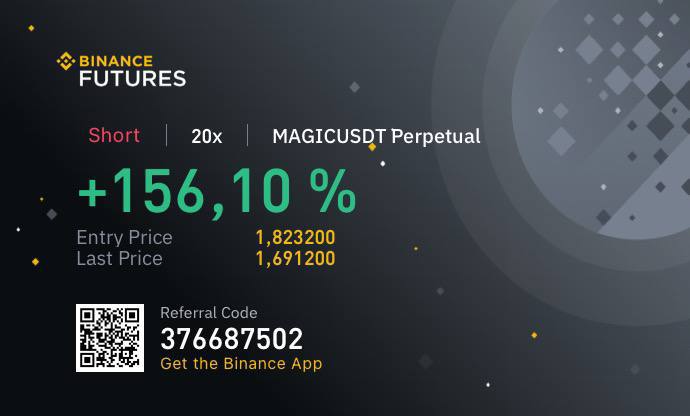 BINANCE
FUTURES
Short 20x MAGICUSDT Perpetual
+156,10 %
Entry Price 1,823200
Last Price 1,691200
Referral Code
376687502
Get the Binance App